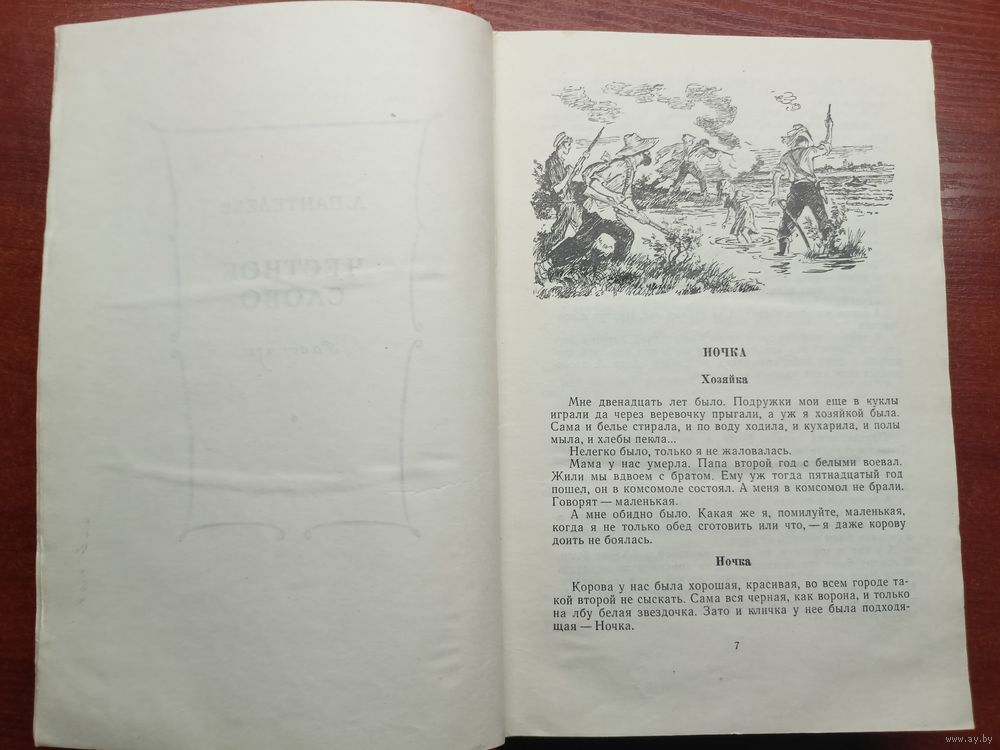 НОЧКА
Хозяйка
Мне двенадцать лет было. Подружки мои еще в куклы
играли да через веревочку прыгали, а уж я хозяйкой была.
Сама и белье стирала, и по воду ходила, и кухарила, и полы
мыла, и хлебы пекла...
Нелегко было, только я не жаловалась.
Мама у нас умерла. Папа второй год с белыми воевал.
Жили мы вдвоем с братом. Ему уж тогда пятнадцатый год
пошел, он в комсомоле состоял. А меня в комсомол не брали.
Говорят — маленькая.
А мне обидно было. Какая же я, помилуйте, маленькая,
когда я не только обед сготовить или что, — я даже корову
доить не боялась.
Ночка
Корова у нас была хорошая, красивая, во всем городе та-
кой второй не сыскать. Сама вся черная, как ворона, и только
на лбу белая звездочка. Зато и кличка у нее была подходя-
щая — Ночка.
7
www.ay.by